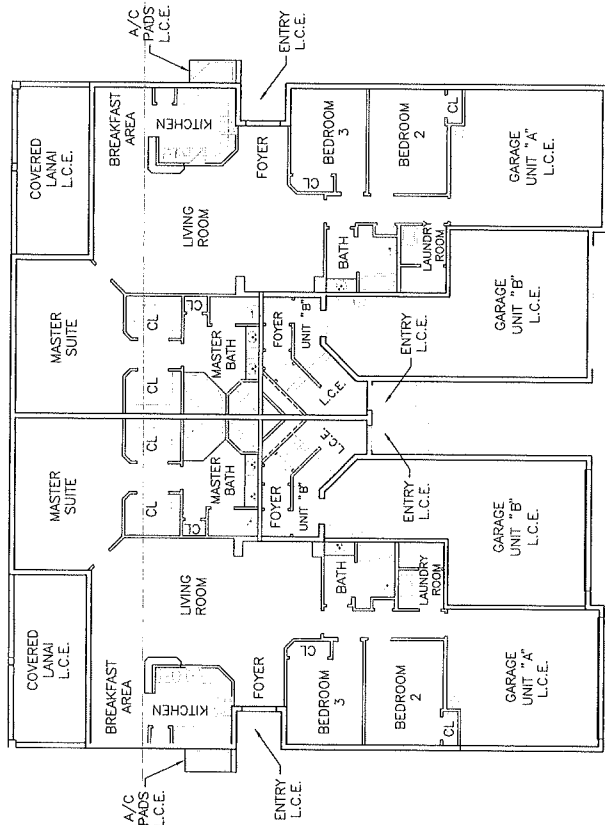 A/C
PADS
L.C.E.
ENTRY
L.C.E.
COVERED
LANAI
L.C.E.
BREAKFAST
AREA
KITCHEN
FOYER
BEDROOM
3
CL
BEDROOM
2
CL
GARAGE
UNIT "A"
L.C.E.
LIVING
ROOM
BATH
LAUNDRY
ROOM
MASTER
SUITE
CL
CL
CL
MASTER
BATH
FOYER
UNIT "B"
L.C.E.
GARAGE
UNIT "B"
L.C.E.
ENTRY
L.C.E.
MASTER
SUITE
CL
CL
CL
MASTER
BATH
FOYER
UNIT "B"
L.C.E.
ENTRY
L.C.E.
GARAGE
UNIT "B"
L.C.E.
COVERED
LANAI
L.C.E.
LIVING
ROOM
BATH
LAUNDRY
ROOM
BREAKFAST
AREA
KITCHEN
FOYER
CL
BEDROOM
3
BEDROOM
2
CL
GARAGE
UNIT "A"
L.C.E.
A/C
PADS
L.C.E.
ENTRY
L.C.E.